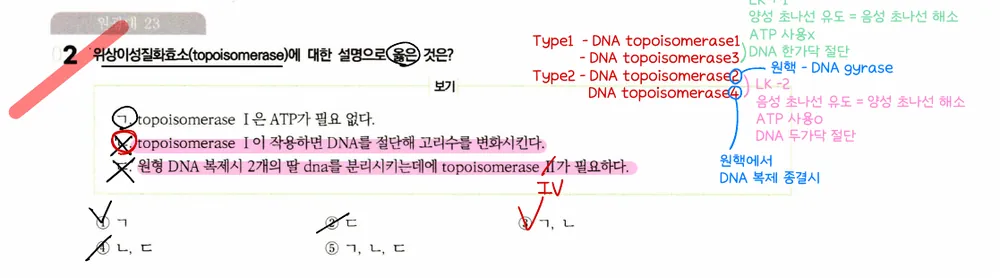 원핵에 23
LK + 1
양성 초나선 유도 = 음성 초나선 해소
ATP 사용x
DNA 한가닥 절단
02 위상이성질화효소(topoisomerase)에 대한 설명으로 옳은 것은?
Type1 - DNA topoisomerase1
- DNA topoisomerase3
Type2 - DNA topoisomerase2
DNA topoisomerase4
원핵 - DNA gyrase
LK -2
음성 초나선 유도 = 양성 초나선 해소
ATP 사용o
DNA 두가닥 절단
원핵에서
DNA 복제 종결시
보기
ㄱ. topoisomerase Ⅰ은 ATP가 필요 없다.
ㄴ. topoisomerase Ⅰ이 작용하면 DNA를 절단해 고리수를 변화시킨다.
ㄷ. 원형 DNA 복제시 2개의 딸 dna를 분리시키는데에 topoisomerase Ⅱ가 필요하다.
IV
① ㄱ
② ㄷ
③ ㄱ, ㄴ
④ ㄴ, ㄷ
⑤ ㄱ, ㄴ, ㄷ